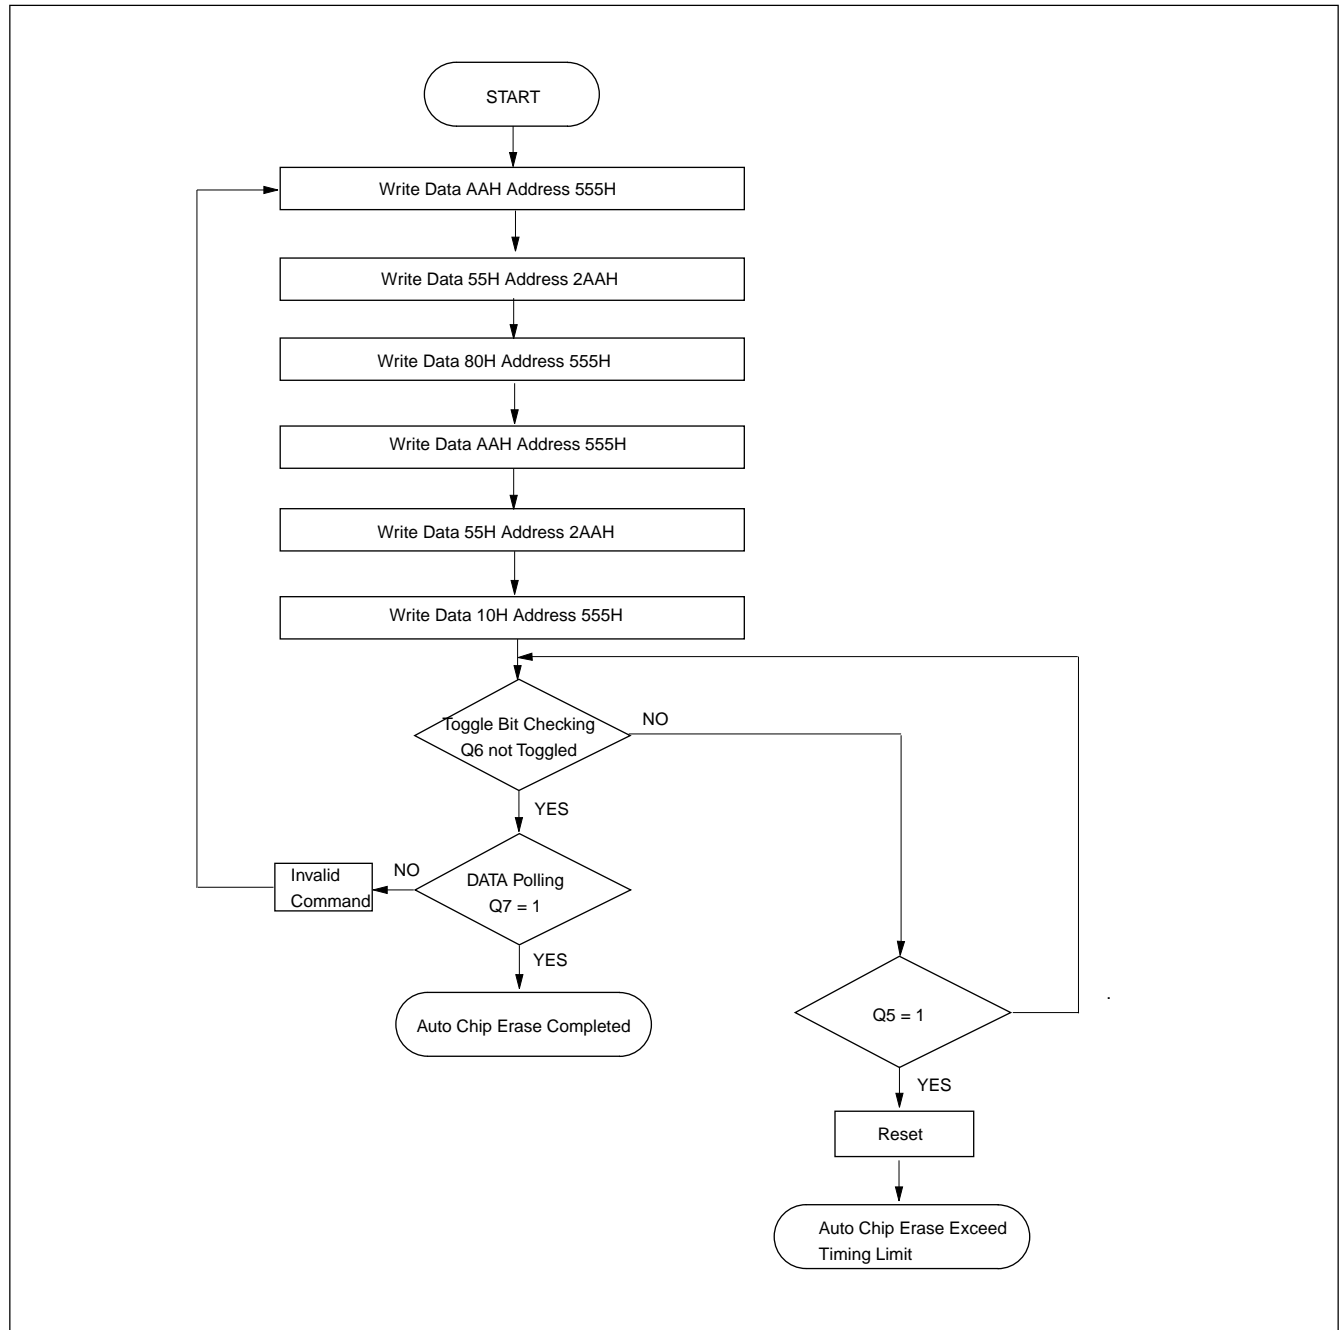 START
Write Data AAH Address 555H
Write Data 55H Address 2AAH
Write Data 80H Address 555H
Write Data AAH Address 555H
Write Data 55H Address 2AAH
Write Data 10H Address 555H
Toggle Bit Checking
Q6 not Toggled
NO
YES
Invalid
Command
NO
DATA Polling
Q7 = 1
YES
Auto Chip Erase Completed
Q5 = 1
.
YES
Reset
Auto Chip Erase Exceed
Timing Limit